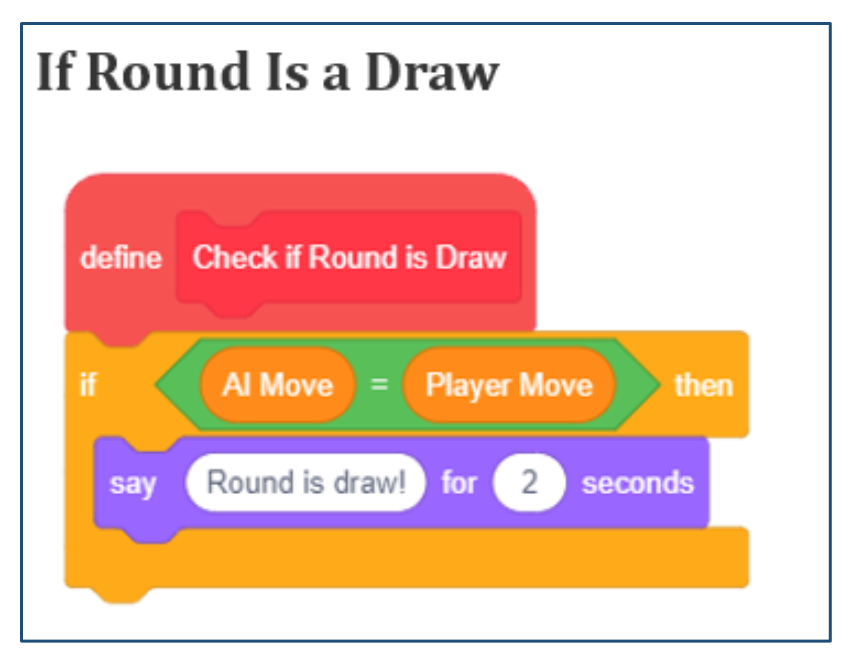 If Round Is a Draw
define Check if Round is Draw
if AI Move = Player Move then
say Round is draw! for 2 seconds